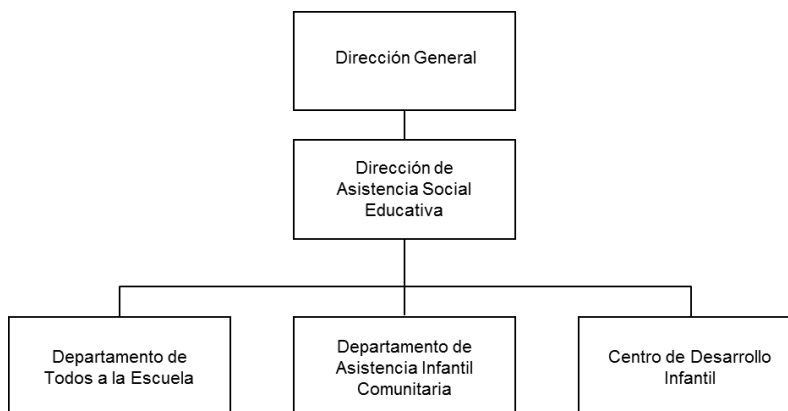 Dirección General
Dirección de
Asistencia Social
Educativa
Departamento de
Todos a la Escuela
Departamento de
Asistencia Infantil
Comunitaria
Centro de Desarrollo
Infantil